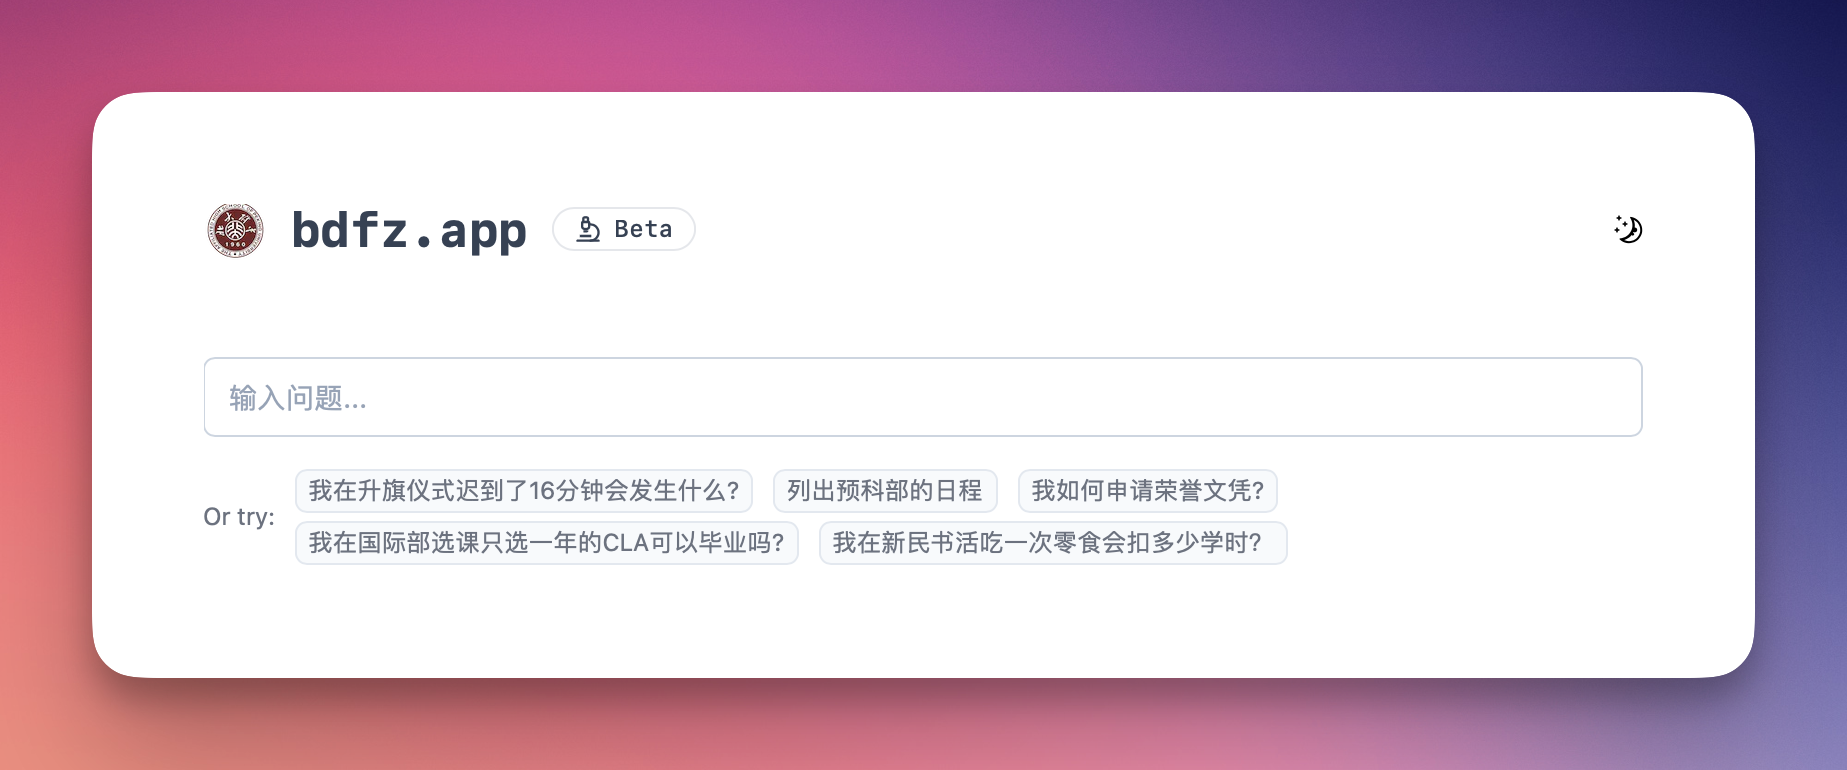 bdfz.app
Beta
输入问题...
Or try:
我在升旗仪式迟到了16分钟会发生什么?
列出预科部的日程
我如何申请荣誉文凭?
我在国际部选课只选一年的CLA可以毕业吗?
我在新民书活吃一次零食会扣多少学时?
1960